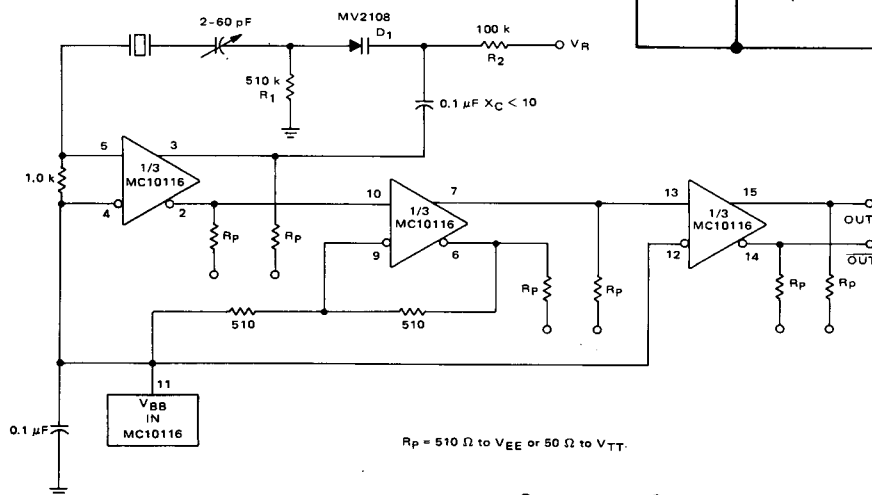 2-60 pF
MV2108
D1
100 k
R2
VR
510 k
R1
0.1 µF XC < 10
1.0 k
5
3
1/3
MC10116
4
2
RP
RP
10
7
1/3
MC10116
9
6
RP
RP
13
15
1/3
MC10116
12
14
OUT
OUT
RP
RP
510
510
11
VBB
IN
MC10116
0.1 µF
RP = 510 Ω to VEE or 50 Ω to VTT.